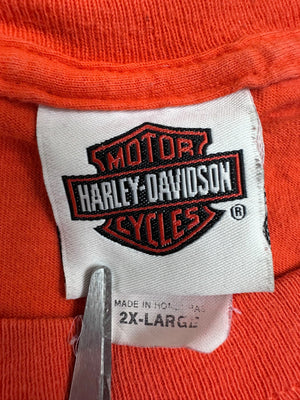 MOTOR
HARLEY-DAVIDSON
CYCLES
®
MADE IN HONDURAS
2X-LARGE